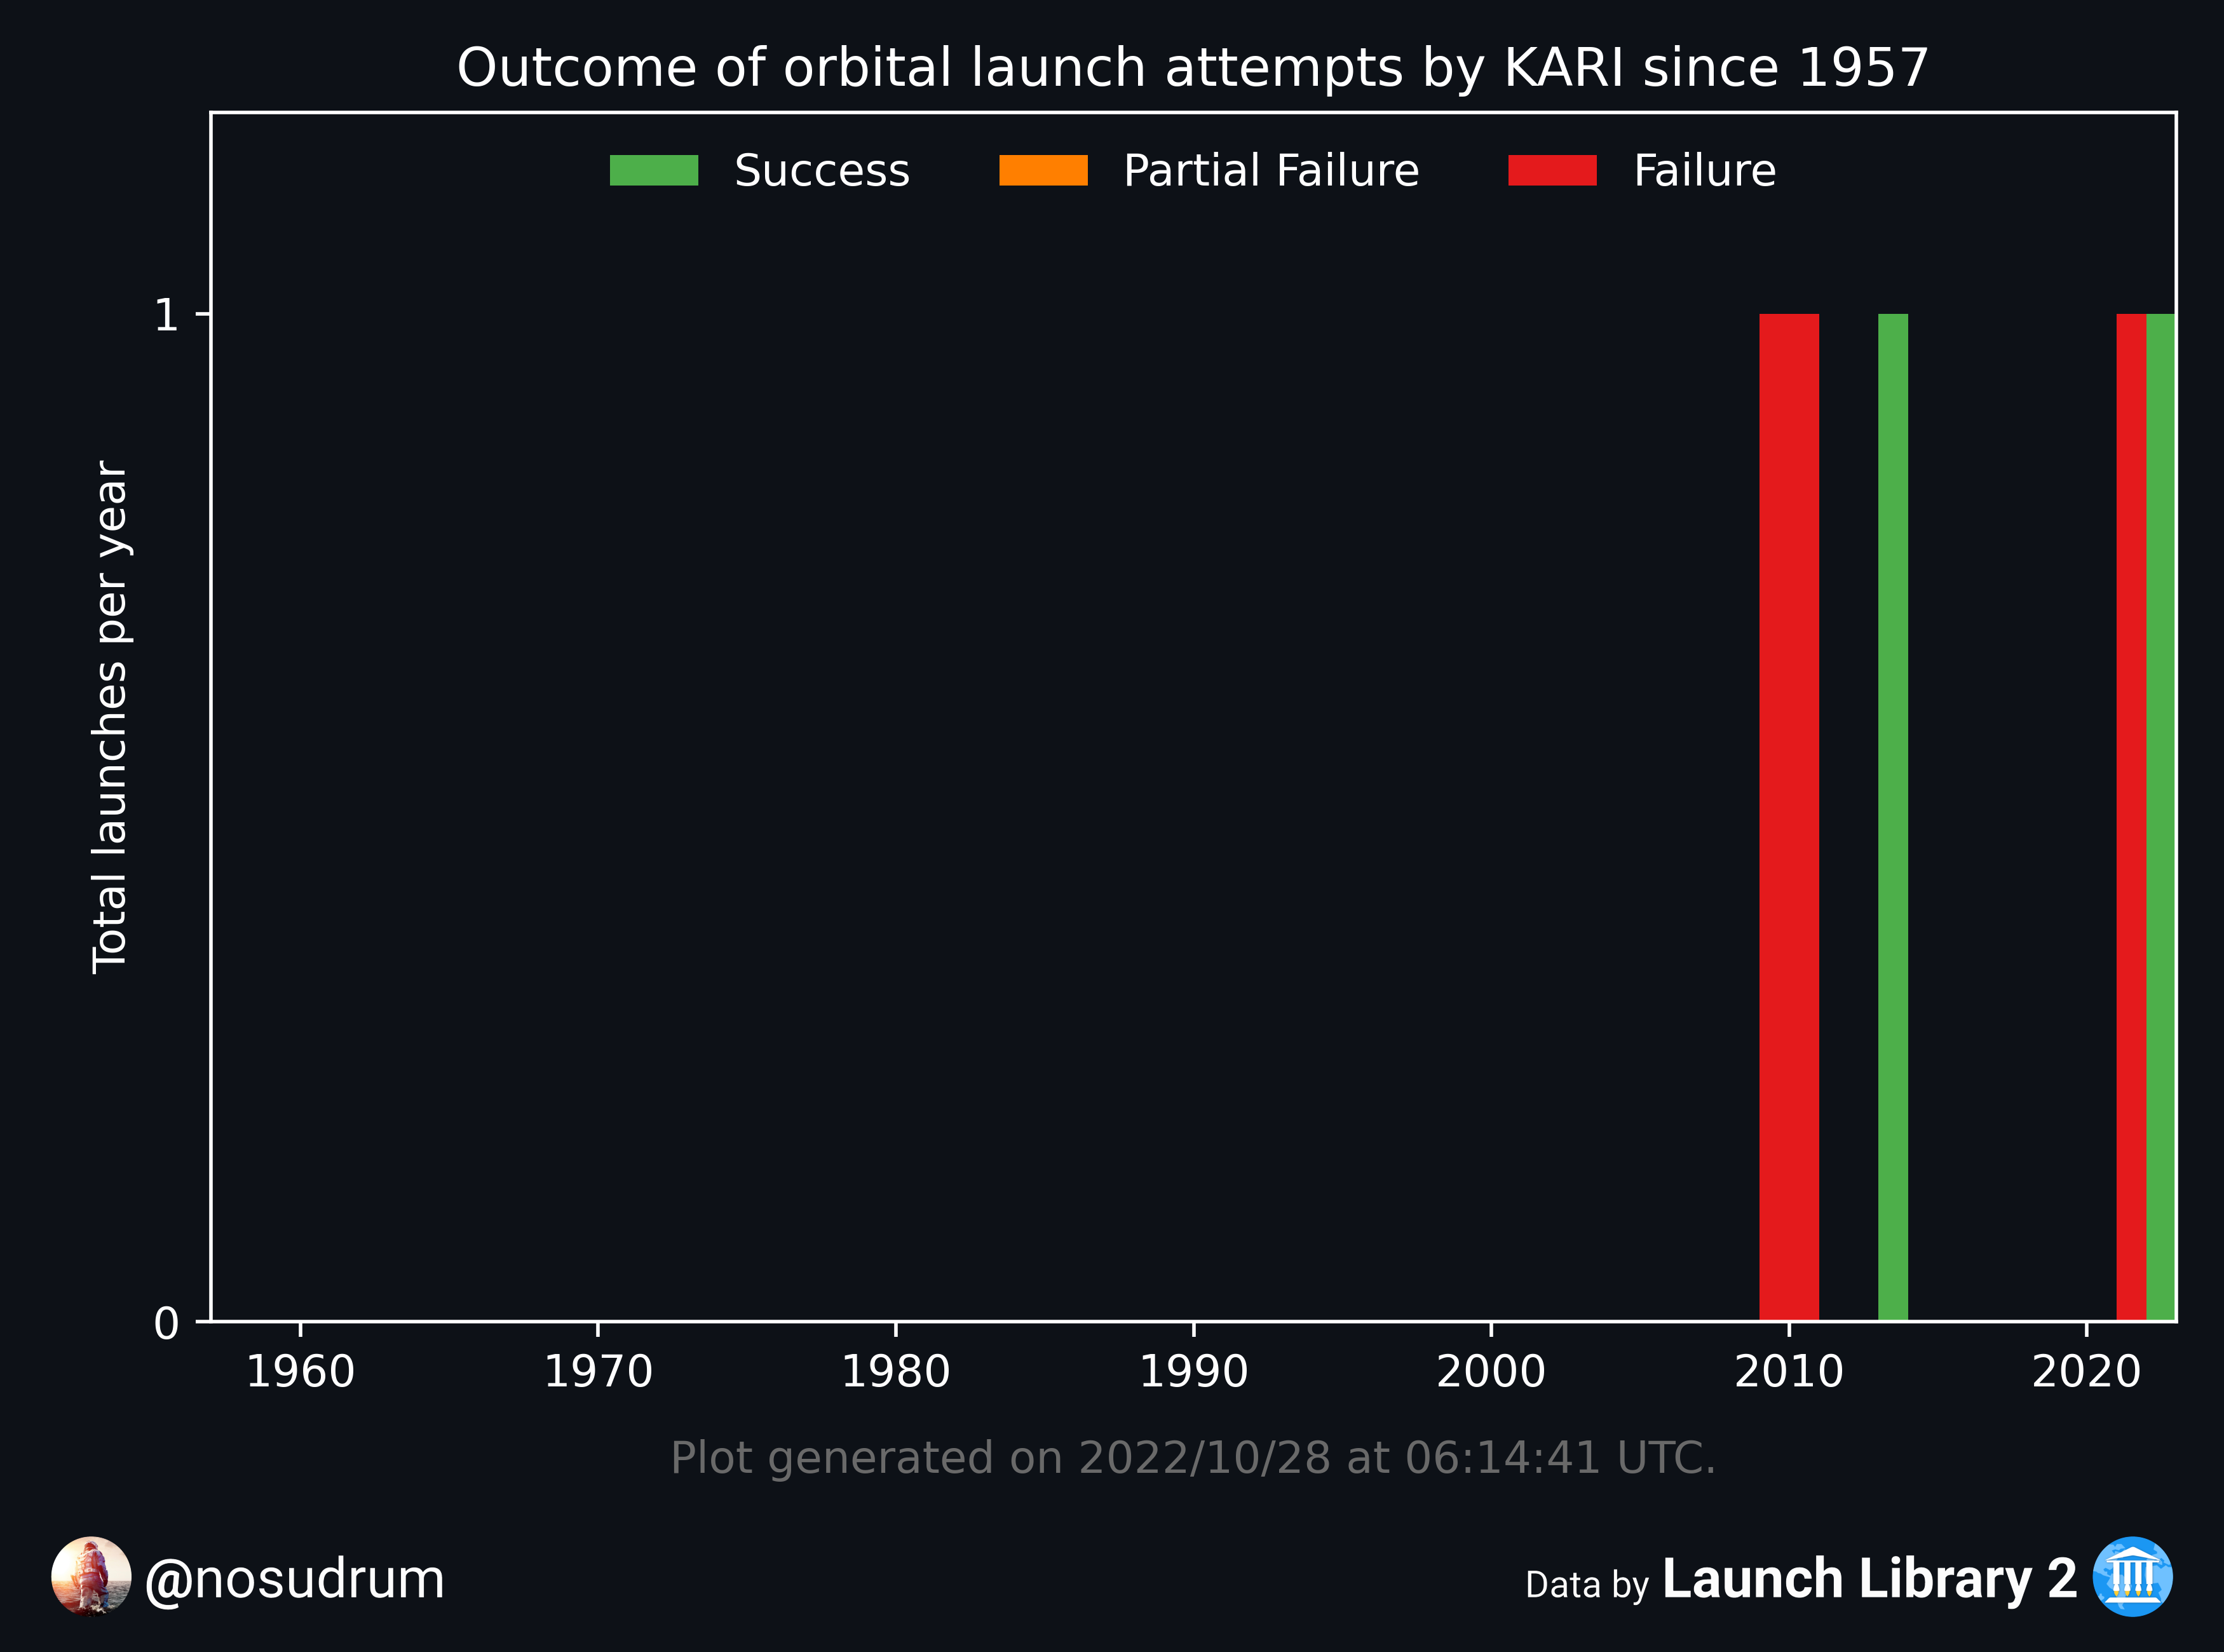 Outcome of orbital launch attempts by KARI since 1957
Success Partial Failure Failure
Total launches per year
1
0
1960 1970 1980 1990 2000 2010 2020
Plot generated on 2022/10/28 at 06:14:41 UTC.
@nosudrum
Data by Launch Library 2